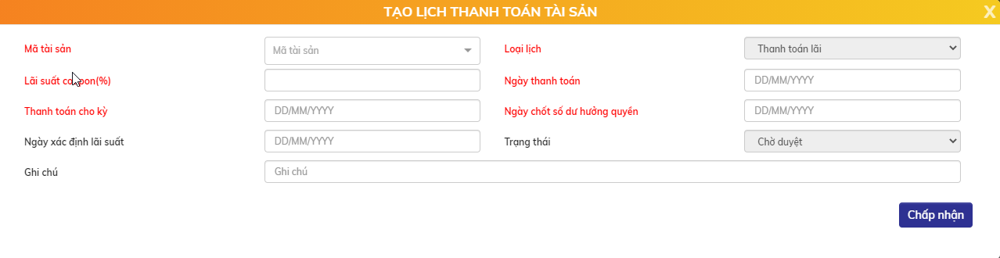 TẠO LỊCH THANH TOÁN TÀI SẢN X
Mã tài sản Mã tài sản Loại lịch Thanh toán lãi
Lãi suất coupon(%) Ngày thanh toán DD/MM/YYYY
Thanh toán cho kỳ DD/MM/YYYY Ngày chốt số dư hưởng quyền DD/MM/YYYY
Ngày xác định lãi suất DD/MM/YYYY Trạng thái Chờ duyệt
Ghi chú Ghi chú
Chấp nhận